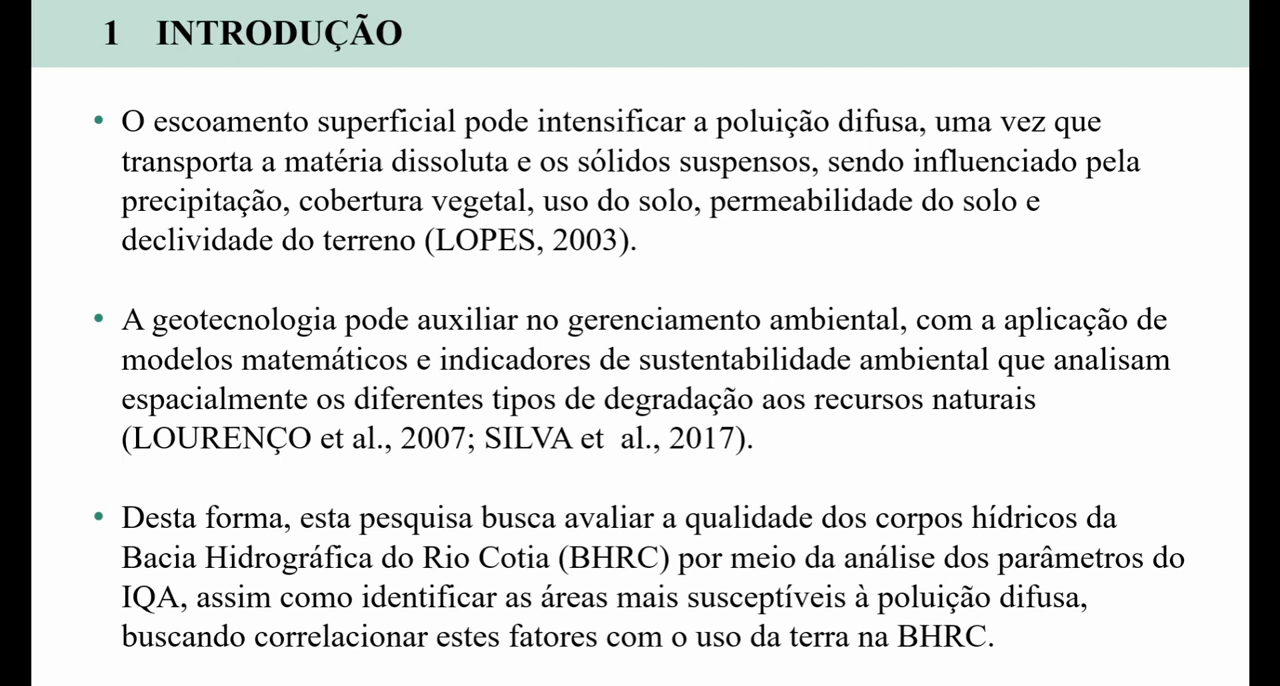 1 INTRODUÇÃO
• O escoamento superficial pode intensificar a poluição difusa, uma vez que
transporta a matéria dissoluta e os sólidos suspensos, sendo influenciado pela
precipitação, cobertura vegetal, uso do solo, permeabilidade do solo e
declividade do terreno (LOPES, 2003).
• A geotecnologia pode auxiliar no gerenciamento ambiental, com a aplicação de
modelos matemáticos e indicadores de sustentabilidade ambiental que analisam
espacialmente os diferentes tipos de degradação aos recursos naturais
(LOURENÇO et al., 2007; SILVA et al., 2017).
• Desta forma, esta pesquisa busca avaliar a qualidade dos corpos hídricos da
Bacia Hidrográfica do Rio Cotia (BHRC) por meio da análise dos parâmetros do
IQA, assim como identificar as áreas mais susceptíveis à poluição difusa,
buscando correlacionar estes fatores com o uso da terra na BHRC.